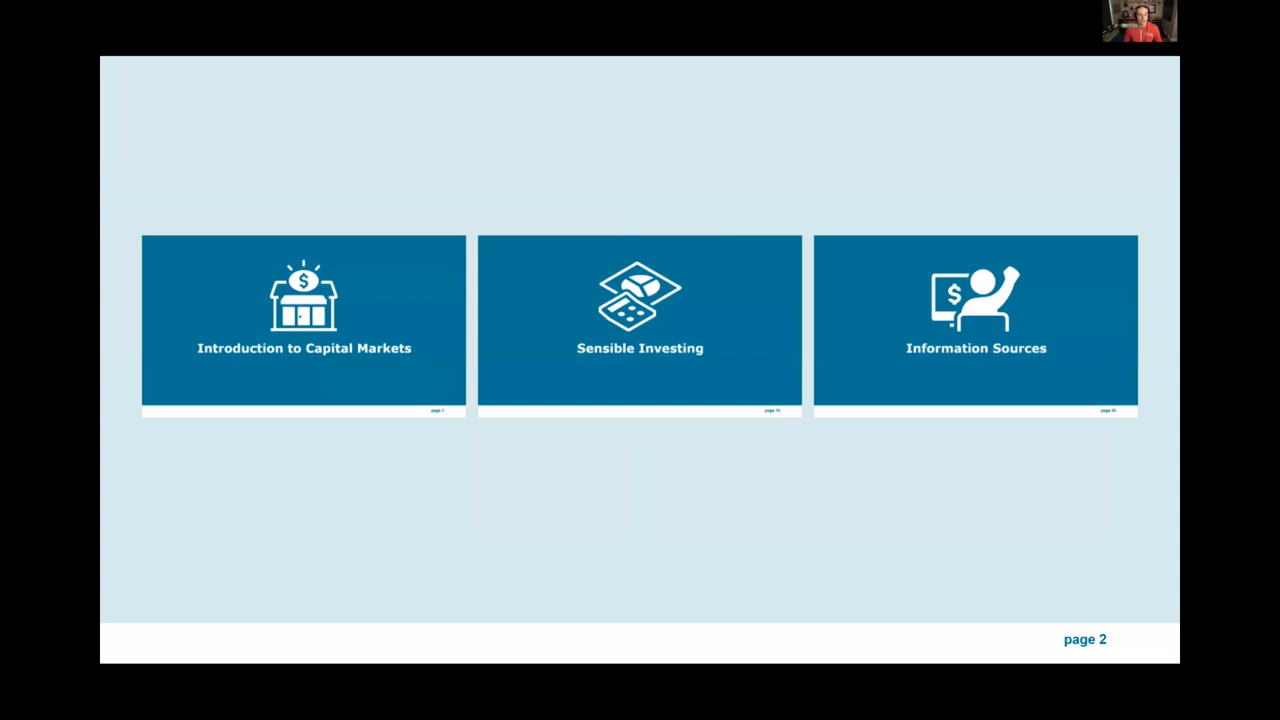 $
$
Introduction to Capital Markets
Sensible Investing
Information Sources
page 2